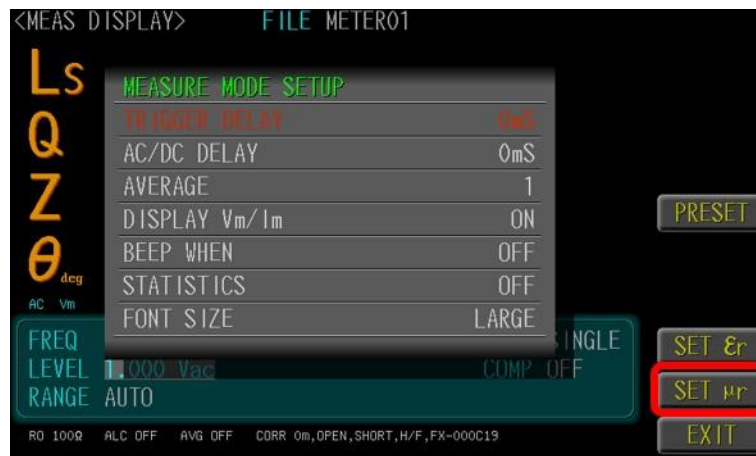 <MEAS DISPLAY> FILE METER01
Ls
Q
Z
θ deg
AC Vm
MEASURE MODE SETUP
TRIGGER DELAY 0mS
AC/DC DELAY 0mS
AVERAGE 1
DISPLAY Vm/Im ON
BEEP WHEN OFF
STATISTICS OFF
FONT SIZE LARGE
PRESET
SET εr
SET μr
EXIT
FREQ INGLE
LEVEL 1.000 Vac COMP OFF
RANGE AUTO
RO 100Ω ALC OFF AVG OFF CORR 0m,OPEN,SHORT,H/F,FX-000C19